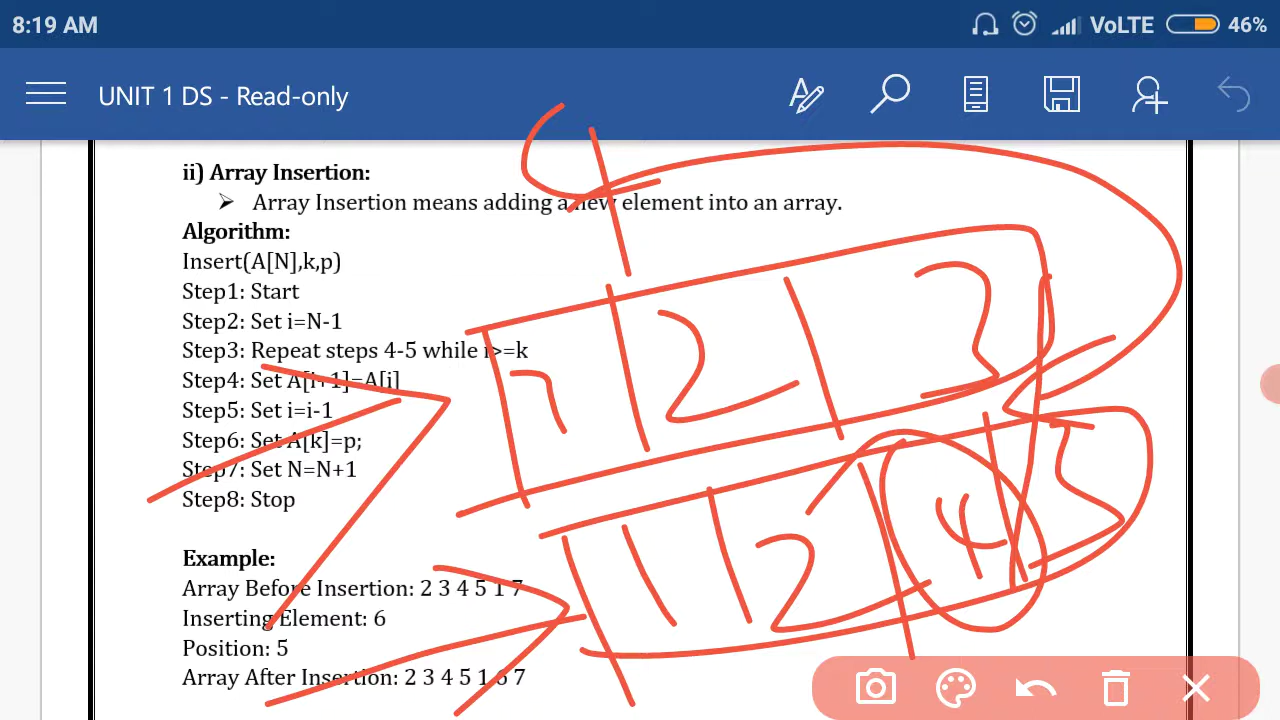 8:19 AM VoLTE 46%
UNIT 1 DS - Read-only
ii) Array Insertion:
➢ Array Insertion means adding a new element into an array.
Algorithm:
Insert(A[N],k,p)
Step1: Start
Step2: Set i=N-1
Step3: Repeat steps 4-5 while i>=k
Step4: Set A[i+1]=A[i]
Step5: Set i=i-1
Step6: Set A[k]=p;
Step7: Set N=N+1
Step8: Stop
Example:
Array Before Insertion: 2 3 4 5 1 7
Inserting Element: 6
Position: 5
Array After Insertion: 2 3 4 5 1 6 7
4
1 2 3
1 2 4 3